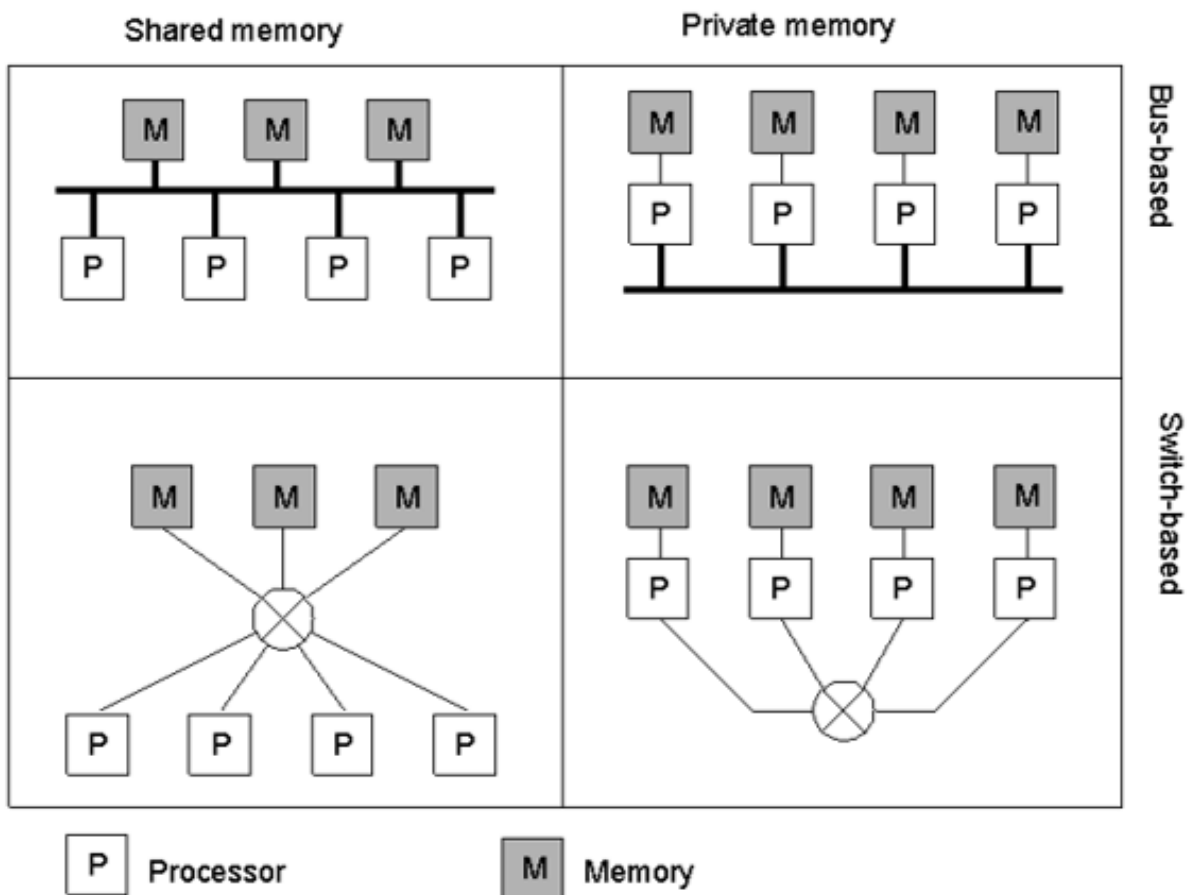 Shared memory
Private memory
M M M
P P P P
M M M M
P P P P
Bus-based
M M M
P P P P
M M M M
P P P P
Switch-based
P Processor
M Memory